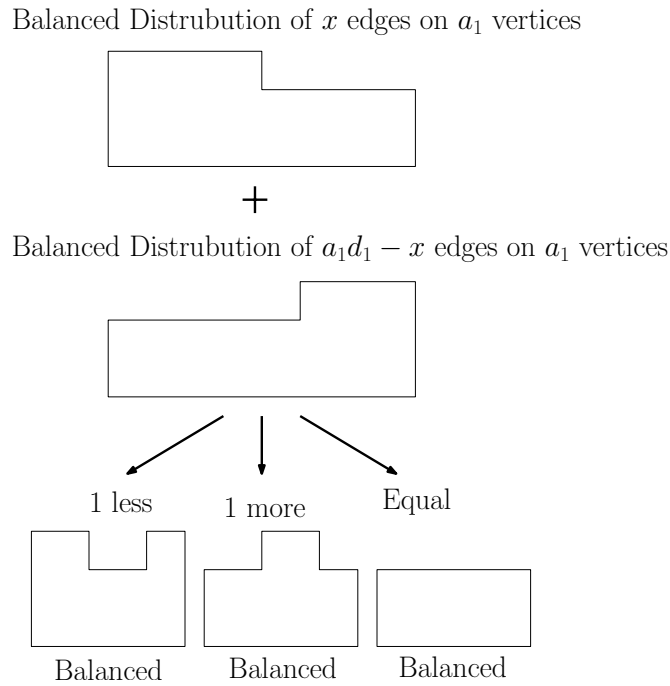 Balanced Distrubution of $x$ edges on $a_1$ vertices
+
Balanced Distrubution of $a_1d_1 - x$ edges on $a_1$ vertices
1 less 1 more Equal
Balanced Balanced Balanced